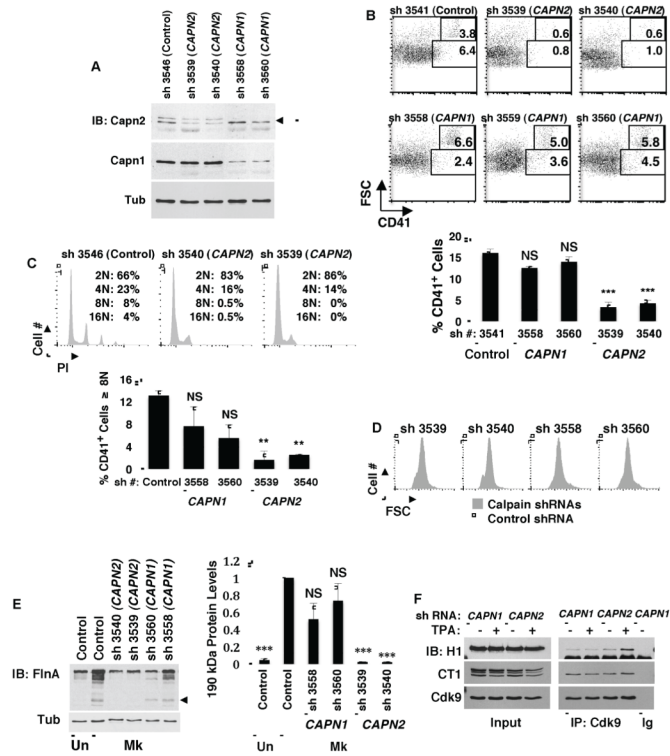 A
sh 3546 (Control)
sh 3539 (CAPN2)
sh 3540 (CAPN2)
sh 3558 (CAPN1)
sh 3560 (CAPN1)
IB: Capn2
Capn1
Tub
B
sh 3541 (Control) sh 3539 (CAPN2) sh 3540 (CAPN2)
3.8 0.6 0.6
6.4 0.8 1.0
sh 3558 (CAPN1) sh 3559 (CAPN1) sh 3560 (CAPN1)
6.6 5.0 5.8
2.4 3.6 4.5
FSC
CD41
% CD41+ Cells
20
15
10
5
0
NS NS *** ***
sh #: 3541 3558 3560 3539 3540
Control CAPN1 CAPN2
C
sh 3546 (Control) sh 3540 (CAPN2) sh 3539 (CAPN2)
2N: 66% 2N: 83% 2N: 86%
4N: 23% 4N: 16% 4N: 14%
8N: 8% 8N: 0.5% 8N: 0%
16N: 4% 16N: 0.5% 16N: 0%
Cell #
PI
% CD41+ Cells ≥ 8N
16
12
8
4
0
NS NS ** **
sh #: Control 3558 3560 3539 3540
CAPN1 CAPN2
D
sh 3539 sh 3540 sh 3558 sh 3560
Cell #
FSC
Calpain shRNAs
Control shRNA
E
Control
Control
sh 3540 (CAPN2)
sh 3539 (CAPN2)
sh 3560 (CAPN1)
sh 3558 (CAPN1)
IB: FlnA
Tub
Un Mk
190 kDa Protein Levels
1.2
1
0.8
0.6
0.4
0.2
0
*** NS NS *** ***
Control
Control
sh 3558
sh 3560
sh 3539
sh 3540
CAPN1 CAPN2
Un Mk
F
sh RNA: CAPN1 CAPN2 CAPN1 CAPN2 CAPN1
TPA: - + - + - + - + -
IB: H1
CT1
Cdk9
Input IP: Cdk9 Ig